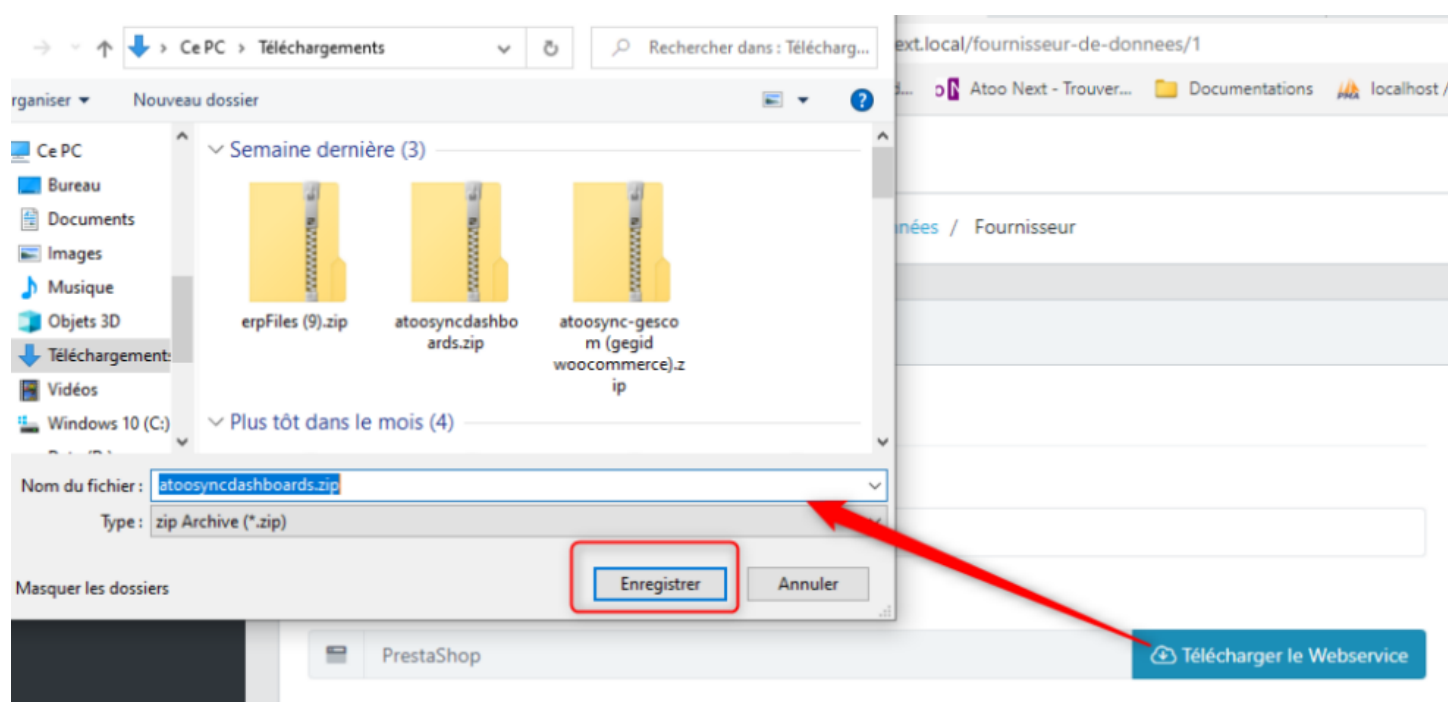 Ce PC > Téléchargements
Rechercher dans : Télécharg...
ext.local/fournisseur-de-donnees/1
rganiser
Nouveau dossier
Atoo Next - Trouver...
Documentations
localhost /
Ce PC
Bureau
Documents
Images
Musique
Objets 3D
Téléchargements
Vidéos
Windows 10 (C:)
Semaine dernière (3)
erpFiles (9).zip
atoosyncdashbo
ards.zip
atoosync-gesco
m (gegid
woocommerce).z
ip
Plus tôt dans le mois (4)
nnées / Fournisseur
Nom du fichier : atoosyncdashboards.zip
Type : zip Archive (*.zip)
Masquer les dossiers
Enregistrer
Annuler
PrestaShop
Télécharger le Webservice